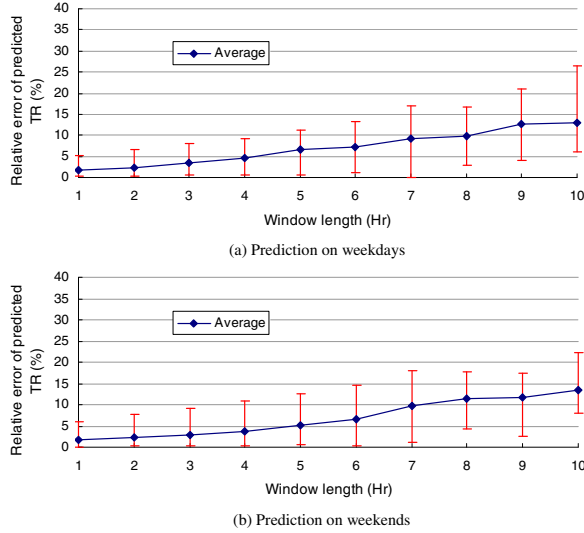 Relative error of predicted
TR (%)
40
35
30
25
20
15
10
5
0
Average
1 2 3 4 5 6 7 8 9 10
Window length (Hr)
(a) Prediction on weekdays
Relative error of predicted
TR (%)
40
35
30
25
20
15
10
5
0
Average
1 2 3 4 5 6 7 8 9 10
Window length (Hr)
(b) Prediction on weekends